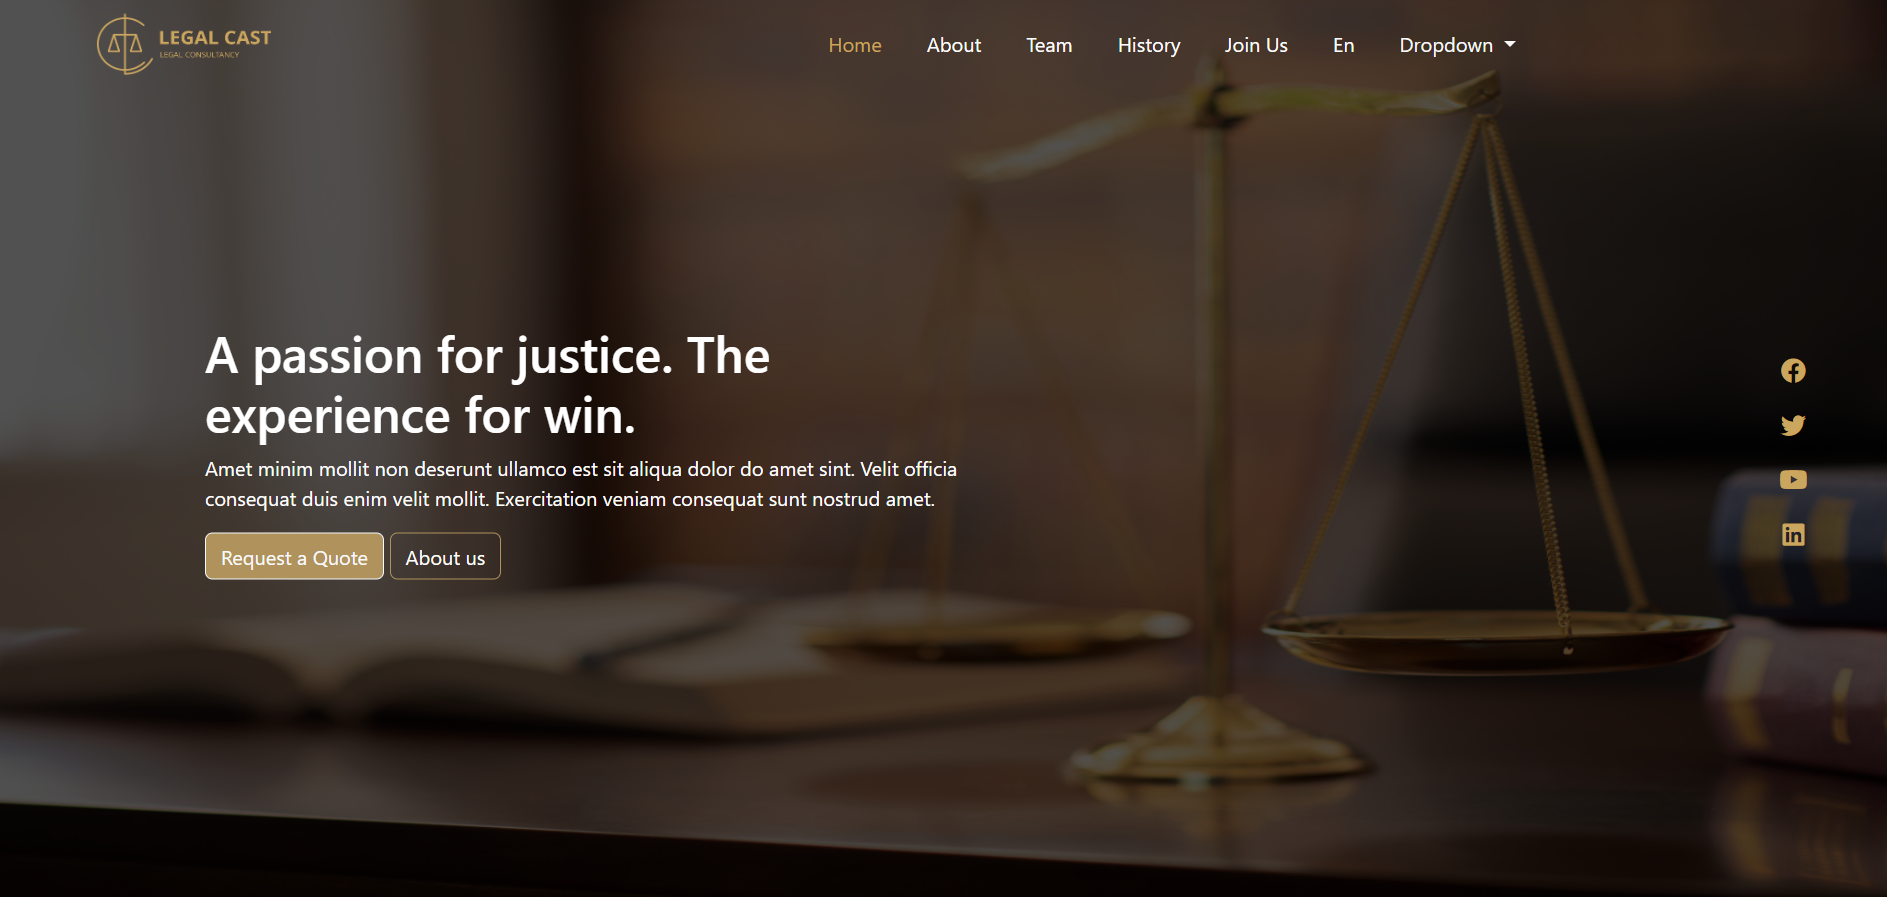 LEGAL CAST
LEGAL CONSULTANCY
Home About Team History Join Us En Dropdown
A passion for justice. The
experience for win.
Amet minim mollit non deserunt ullamco est sit aliqua dolor do amet sint. Velit officia
consequat duis enim velit mollit. Exercitation veniam consequat sunt nostrud amet.
Request a Quote About us